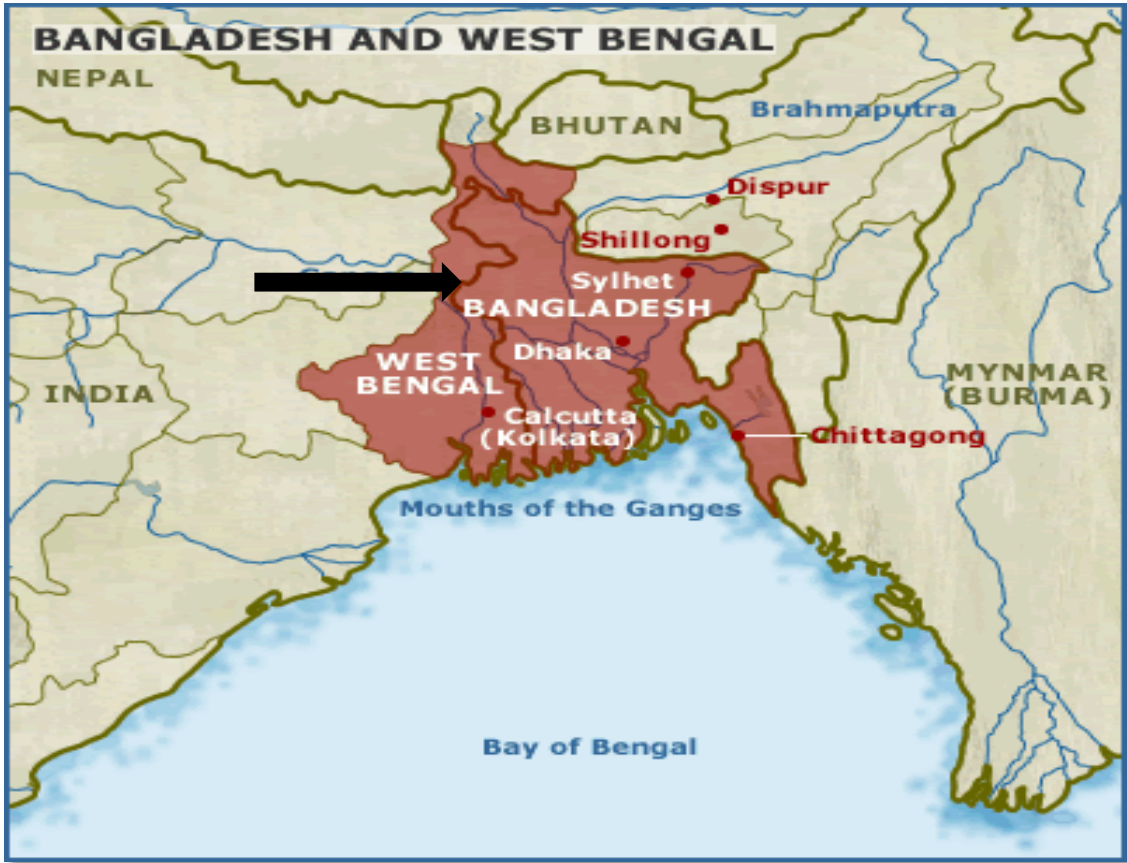 BANGLADESH AND WEST BENGAL
NEPAL
BHUTAN
Brahmaputra
Dispur
Shillong
Sylhet
BANGLADESH
Dhaka
WEST
BENGAL
INDIA
MYNMAR
(BURMA)
Calcutta
(Kolkata)
Chittagong
Mouths of the Ganges
Bay of Bengal